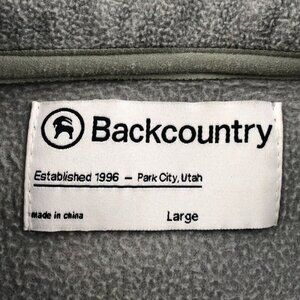 Backcountry
Established 1996 – Park City, Utah
made in china Large